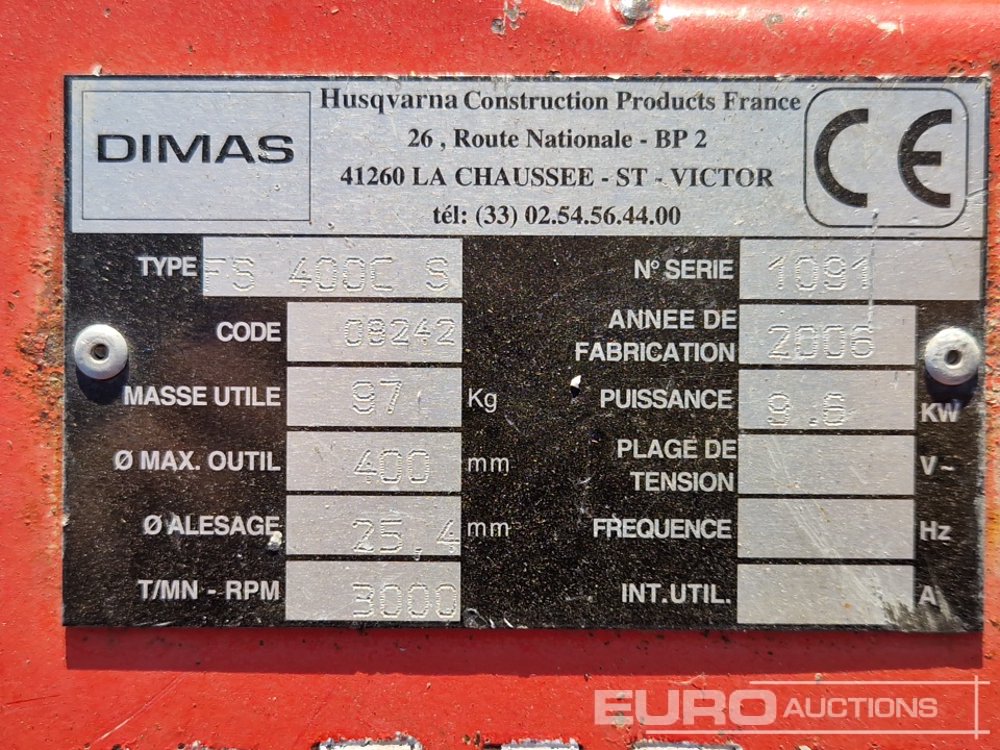 DIMAS
Husqvarna Construction Products France
26 , Route Nationale - BP 2
41260 LA CHAUSSEE - ST - VICTOR
tél: (33) 02.54.56.44.00
CE
TYPE FS 400C S
CODE 08242
MASSE UTILE 97 Kg
Ø MAX. OUTIL 400 mm
Ø ALESAGE 25,4 mm
T/MN - RPM 3000
Nº SERIE 1091
ANNEE DE
FABRICATION 2006
PUISSANCE 9.6 KW
PLAGE DE
TENSION V~
FREQUENCE Hz
INT. UTIL. A
EURO AUCTIONS